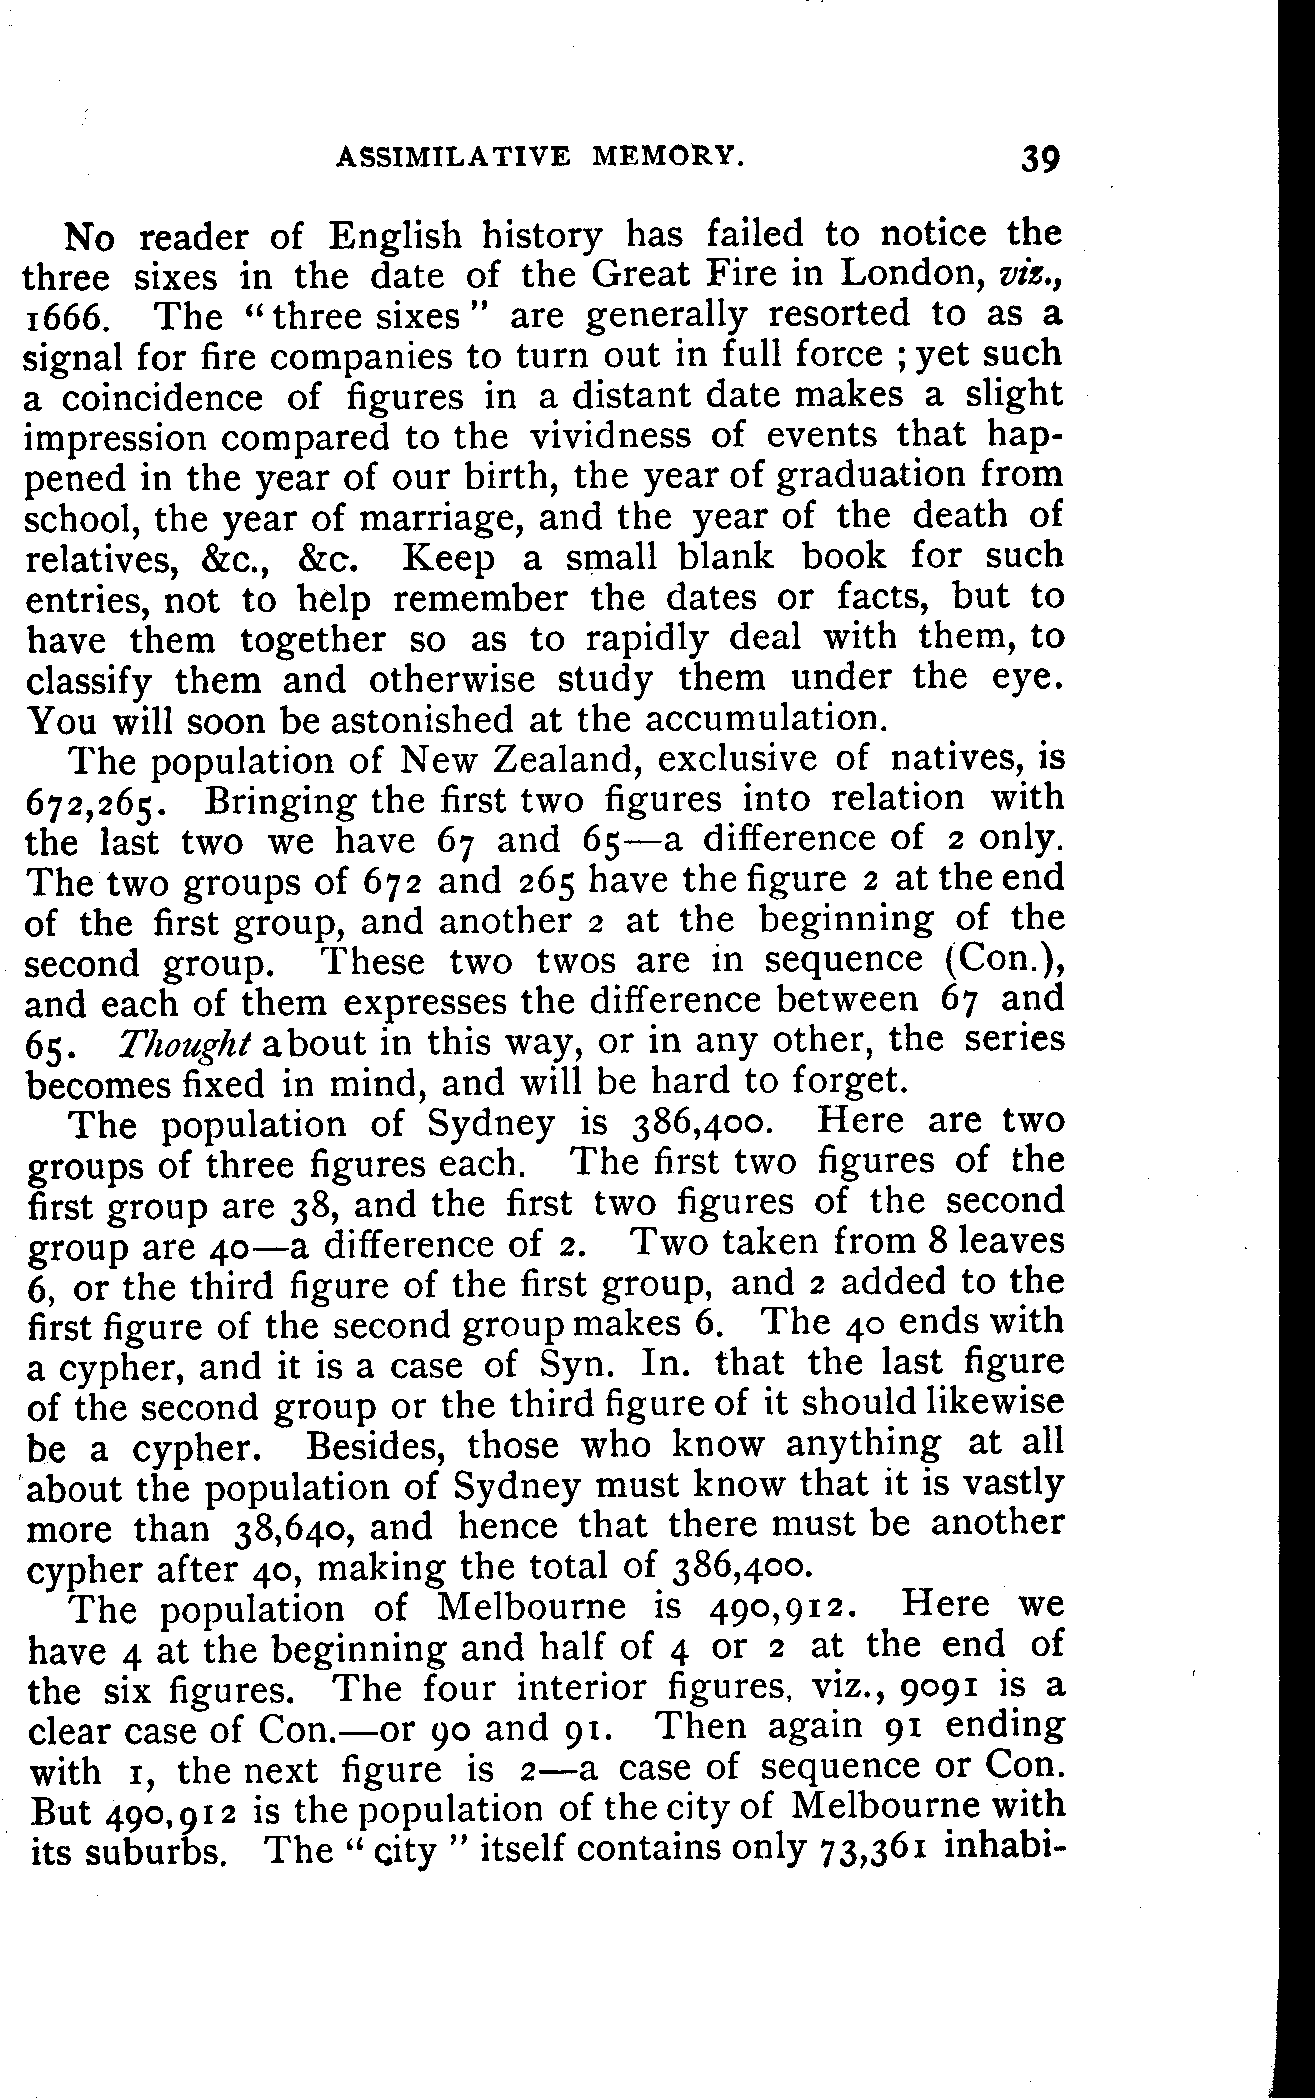 ASSIMILATIVE MEMORY. 39
No reader of English history has failed to notice the
three sixes in the date of the Great Fire in London, viz.,
1666. The "three sixes" are generally resorted to as a
signal for fire companies to turn out in full force ; yet such
a coincidence of figures in a distant date makes a slight
impression compared to the vividness of events that hap-
pened in the year of our birth, the year of graduation from
school, the year of marriage, and the year of the death of
relatives, &c., &c. Keep a small blank book for such
entries, not to help remember the dates or facts, but to
have them together so as to rapidly deal with them, to
classify them and otherwise study them under the eye.
You will soon be astonished at the accumulation.
The population of New Zealand, exclusive of natives, is
672,265. Bringing the first two figures into relation with
the last two we have 67 and 65—a difference of 2 only.
The two groups of 672 and 265 have the figure 2 at the end
of the first group, and another 2 at the beginning of the
second group. These two twos are in sequence (Con.),
and each of them expresses the difference between 67 and
65. Thought about in this way, or in any other, the series
becomes fixed in mind, and will be hard to forget.
The population of Sydney is 386,400. Here are two
groups of three figures each. The first two figures of the
first group are 38, and the first two figures of the second
group are 40—a difference of 2. Two taken from 8 leaves
6, or the third figure of the first group, and 2 added to the
first figure of the second group makes 6. The 40 ends with
a cypher, and it is a case of Syn. In. that the last figure
of the second group or the third figure of it should likewise
be a cypher. Besides, those who know anything at all
about the population of Sydney must know that it is vastly
more than 38,640, and hence that there must be another
cypher after 40, making the total of 386,400.
The population of Melbourne is 490,912. Here we
have 4 at the beginning and half of 4 or 2 at the end of
the six figures. The four interior figures, viz., 9091 is a
clear case of Con.—or 90 and 91. Then again 91 ending
with 1, the next figure is 2—a case of sequence or Con.
But 490,912 is the population of the city of Melbourne with
its suburbs. The "city" itself contains only 73,361 inhabi-